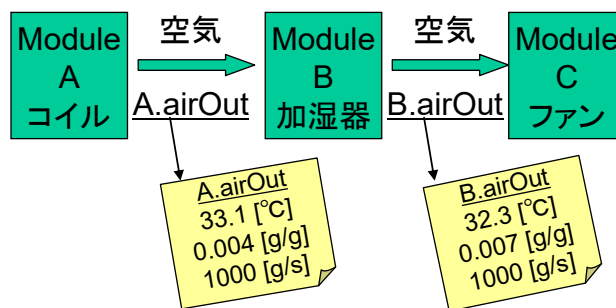 Module
A
コイル
空気
A.airOut
Module
B
加湿器
空気
B.airOut
Module
C
ファン
A.airOut
33.1 [℃]
0.004 [g/g]
1000 [g/s]
B.airOut
32.3 [℃]
0.007 [g/g]
1000 [g/s]